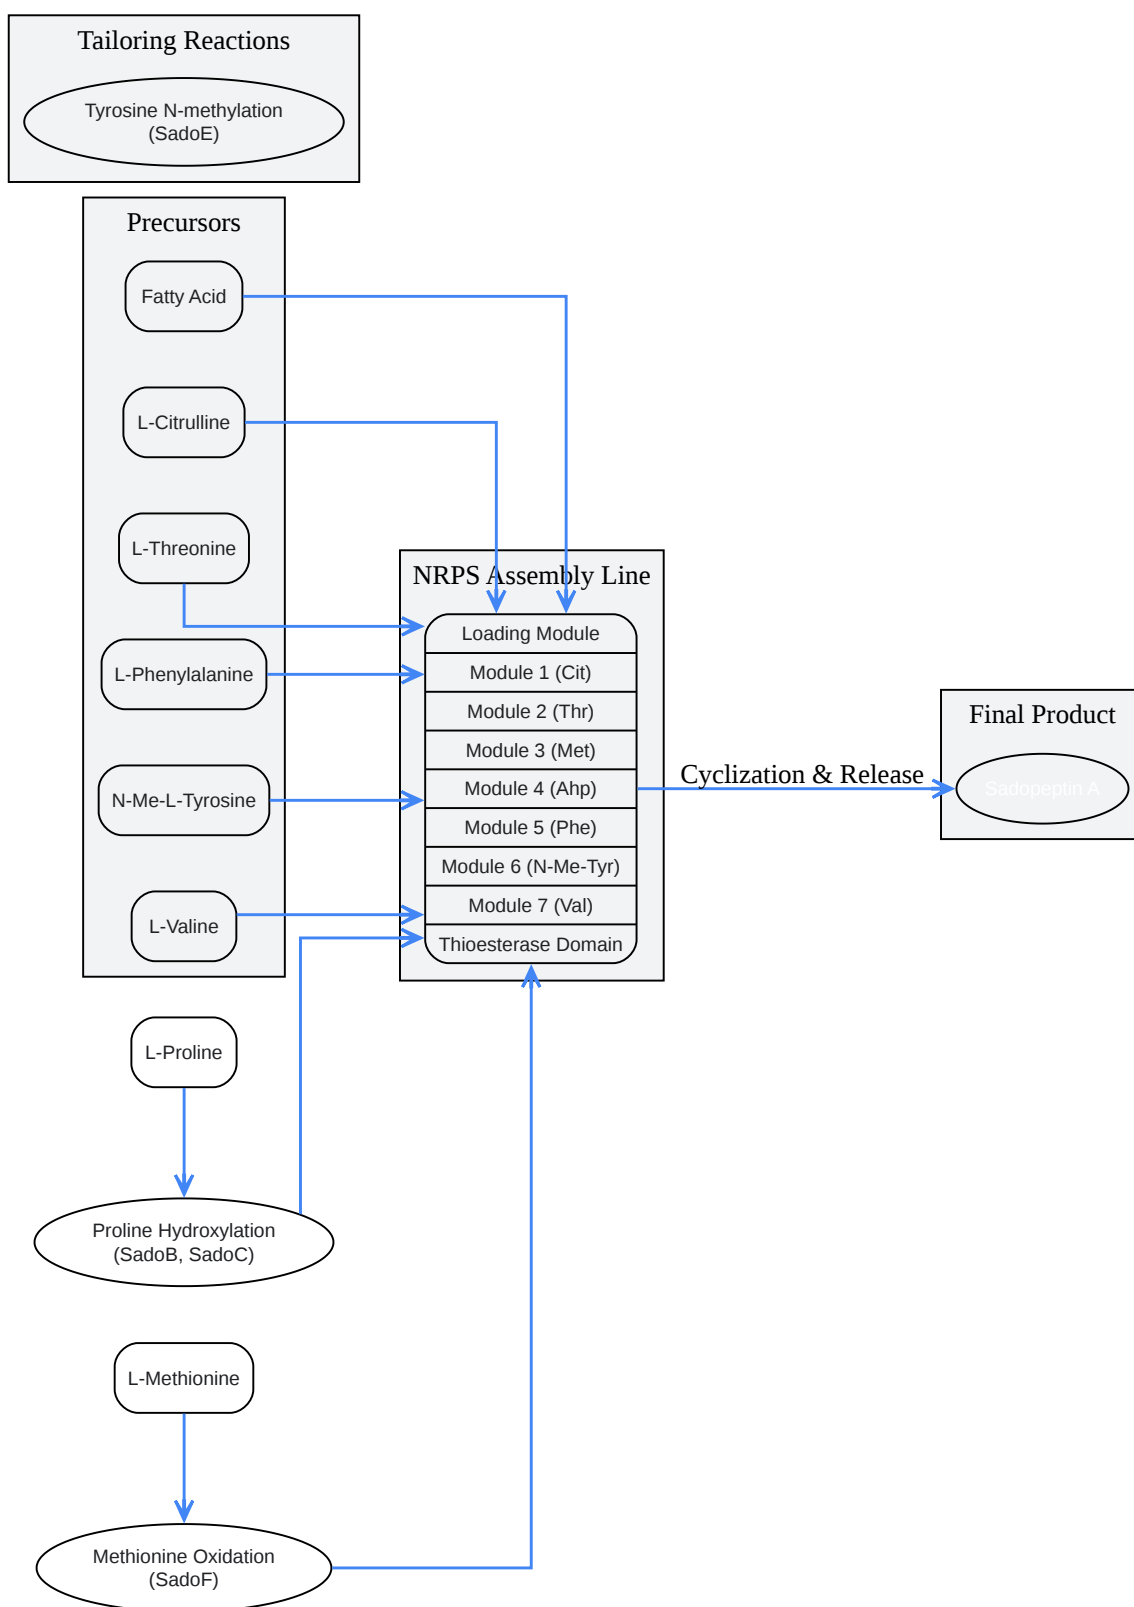 Tailoring Reactions
Tyrosine N-methylation
(SadoE)
Precursors
Fatty Acid
L-Citrulline
L-Threonine
L-Phenylalanine
N-Me-L-Tyrosine
L-Valine
NRPS Assembly Line
Loading Module
Module 1 (Cit)
Module 2 (Thr)
Module 3 (Met)
Module 4 (Ahp)
Module 5 (Phe)
Module 6 (N-Me-Tyr)
Module 7 (Val)
Thioesterase Domain
Cyclization & Release
Final Product
Sadopeptin A
L-Proline
Proline Hydroxylation
(SadoB, SadoC)
L-Methionine
Methionine Oxidation
(SadoF)